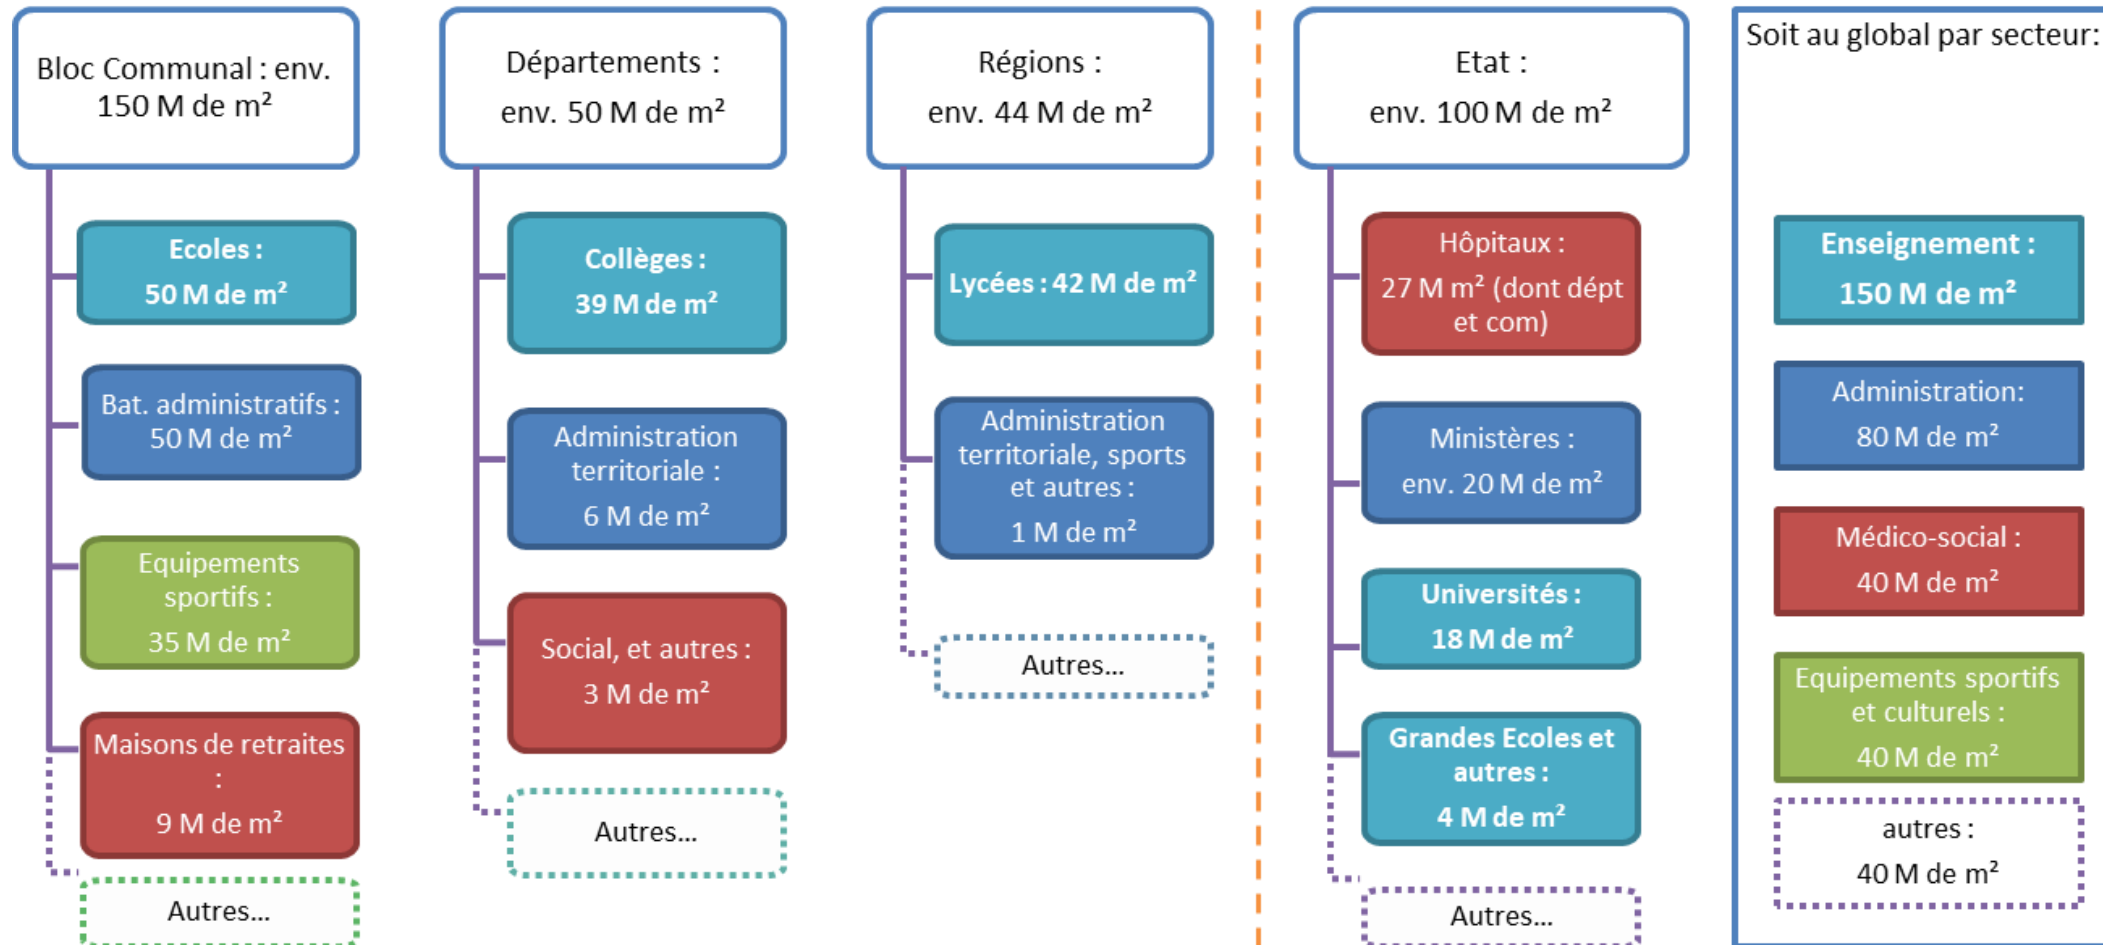 Bloc Communal : env.
150 M de m²
Ecoles :
50 M de m²
Bat. administratifs :
50 M de m²
Equipements
sportifs :
35 M de m²
Maisons de retraites
:
9 M de m²
Autres...
Départements :
env. 50 M de m²
Collèges :
39 M de m²
Administration
territoriale :
6 M de m²
Social, et autres :
3 M de m²
Autres...
Régions :
env. 44 M de m²
Lycées : 42 M de m²
Administration
territoriale, sports
et autres :
1 M de m²
Autres...
Etat :
env. 100 M de m²
Hôpitaux :
27 M m² (dont dépt
et com)
Ministères :
env. 20 M de m²
Universités :
18 M de m²
Grandes Ecoles et
autres :
4 M de m²
Autres...
Soit au global par secteur:
Enseignement :
150 M de m²
Administration:
80 M de m²
Médico-social :
40 M de m²
Equipements sportifs
et culturels :
40 M de m²
autres :
40 M de m²